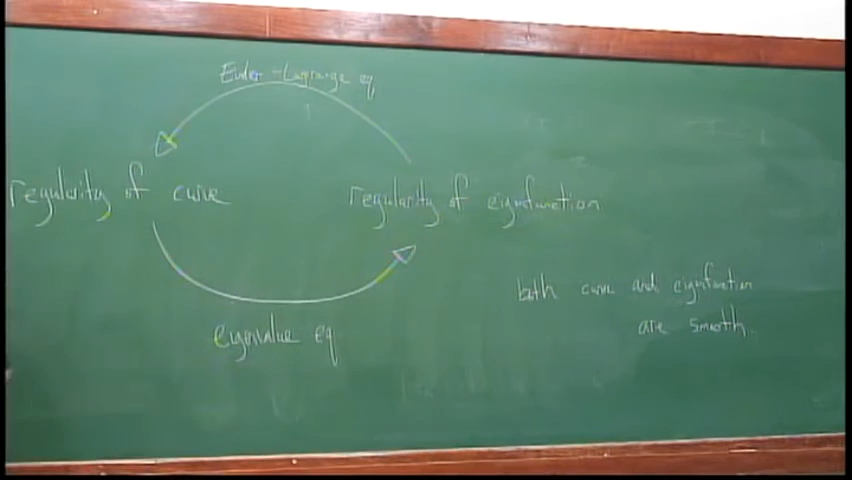 Euler-Lagrange eq
regularity of curve
regularity of eigenfunction
both curve and eigenfunction
are smooth.
eigenvalue eq